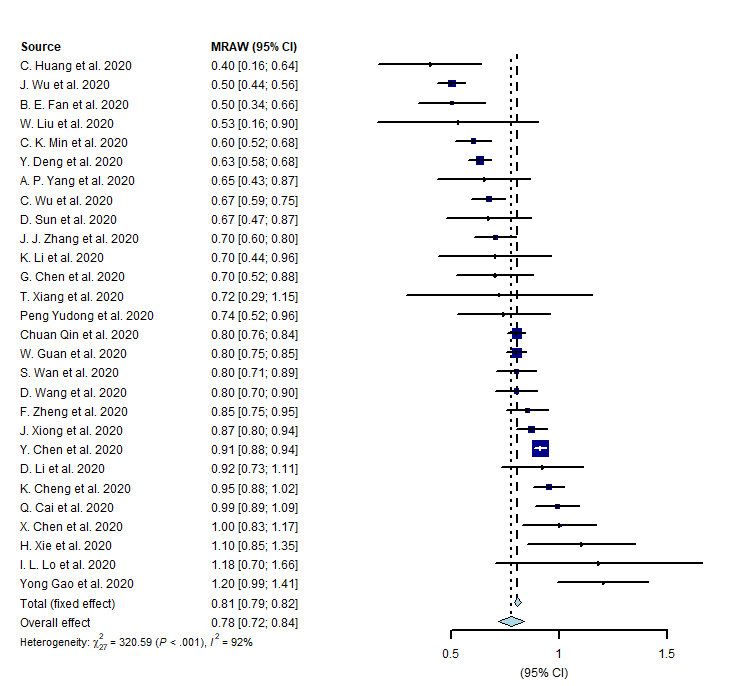 Source MRAW (95% CI)
C. Huang et al. 2020 0.40 [0.16; 0.64]
J. Wu et al. 2020 0.50 [0.44; 0.56]
B. E. Fan et al. 2020 0.50 [0.34; 0.66]
W. Liu et al. 2020 0.53 [0.16; 0.90]
C. K. Min et al. 2020 0.60 [0.52; 0.68]
Y. Deng et al. 2020 0.63 [0.58; 0.68]
A. P. Yang et al. 2020 0.65 [0.43; 0.87]
C. Wu et al. 2020 0.67 [0.59; 0.75]
D. Sun et al. 2020 0.67 [0.47; 0.87]
J. J. Zhang et al. 2020 0.70 [0.60; 0.80]
K. Li et al. 2020 0.70 [0.44; 0.96]
G. Chen et al. 2020 0.70 [0.52; 0.88]
T. Xiang et al. 2020 0.72 [0.29; 1.15]
Peng Yudong et al. 2020 0.74 [0.52; 0.96]
Chuan Qin et al. 2020 0.80 [0.76; 0.84]
W. Guan et al. 2020 0.80 [0.75; 0.85]
S. Wan et al. 2020 0.80 [0.71; 0.89]
D. Wang et al. 2020 0.80 [0.70; 0.90]
F. Zheng et al. 2020 0.85 [0.75; 0.95]
J. Xiong et al. 2020 0.87 [0.80; 0.94]
Y. Chen et al. 2020 0.91 [0.88; 0.94]
D. Li et al. 2020 0.92 [0.73; 1.11]
K. Cheng et al. 2020 0.95 [0.88; 1.02]
Q. Cai et al. 2020 0.99 [0.89; 1.09]
X. Chen et al. 2020 1.00 [0.83; 1.17]
H. Xie et al. 2020 1.10 [0.85; 1.35]
I. L. Lo et al. 2020 1.18 [0.70; 1.66]
Yong Gao et al. 2020 1.20 [0.99; 1.41]
Total (fixed effect) 0.81 [0.79; 0.82]
Overall effect 0.78 [0.72; 0.84]
Heterogeneity: χ²₂₇ = 320.59 (P < .001), I² = 92%
0.5 1 1.5
(95% CI)